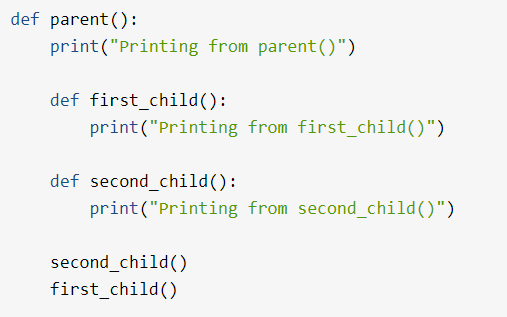 def parent():
    print("Printing from parent()")

    def first_child():
        print("Printing from first_child()")

    def second_child():
        print("Printing from second_child()")

    second_child()
    first_child()